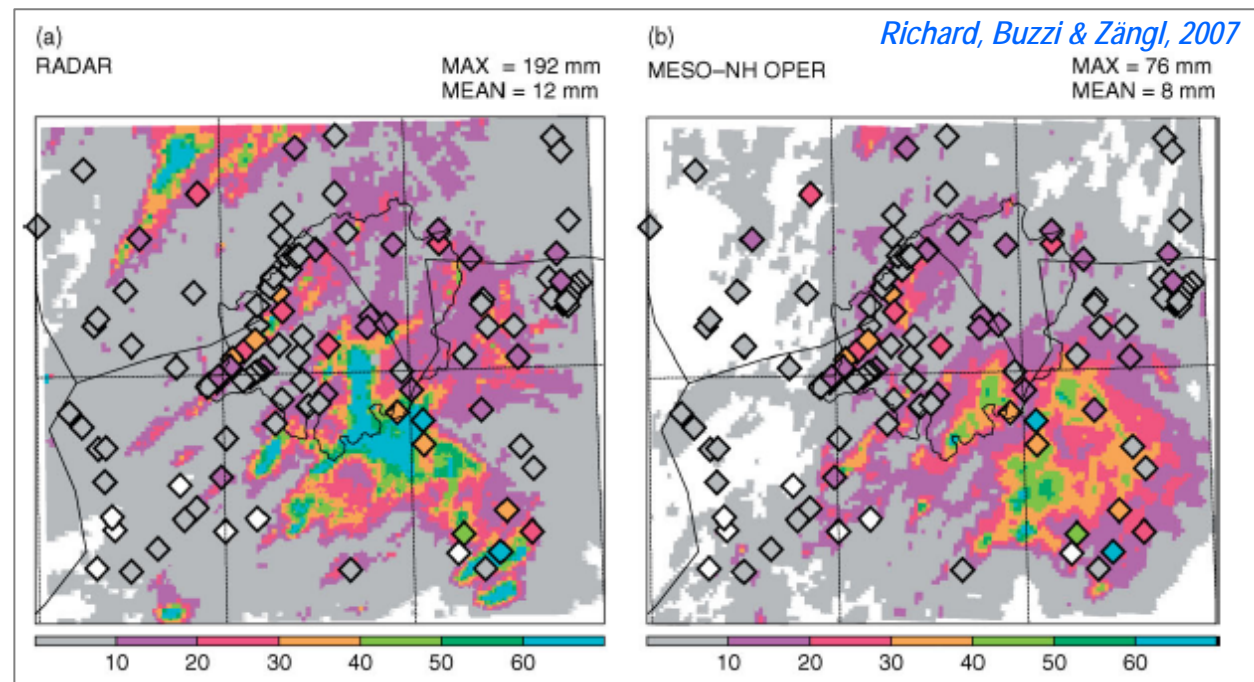 Richard, Buzzi & Zängl, 2007
(a)
RADAR
MAX = 192 mm
MEAN = 12 mm
(b)
MESO–NH OPER
MAX = 76 mm
MEAN = 8 mm
10 20 30 40 50 60
10 20 30 40 50 60